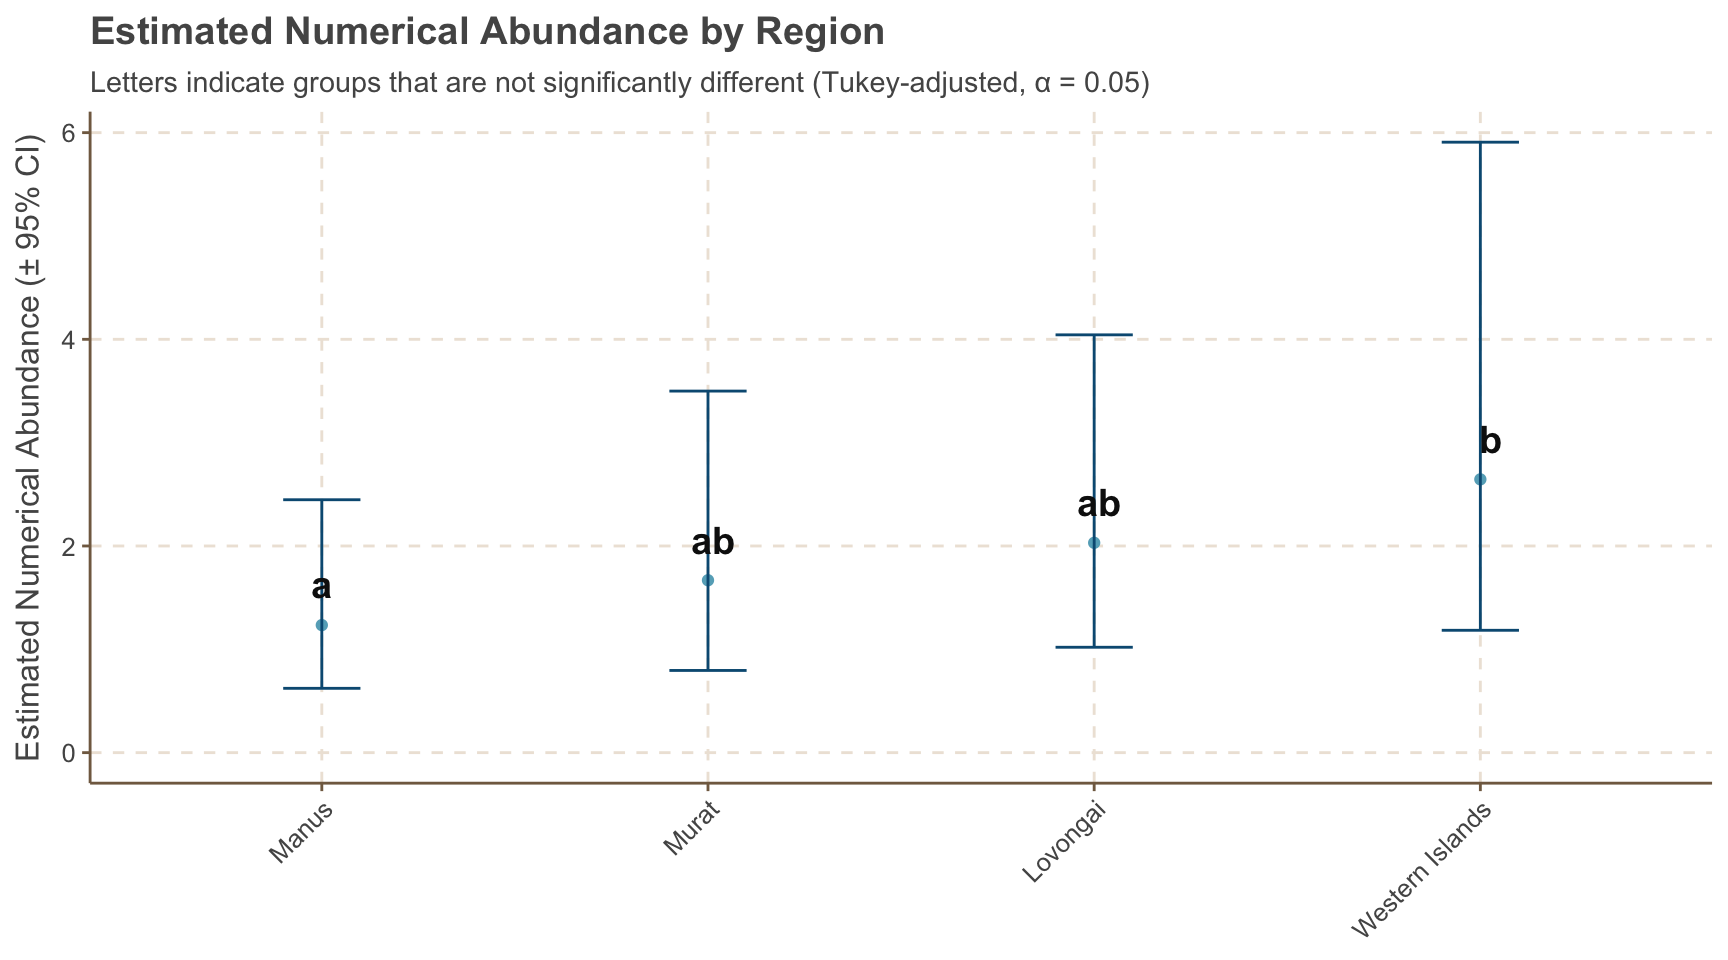 Estimated Numerical Abundance by Region
Letters indicate groups that are not significantly different (Tukey-adjusted, α = 0.05)
Estimated Numerical Abundance (± 95% CI)
6
4
2
0
a
ab
ab
b
Manus
Murat
Lovongai
Western Islands